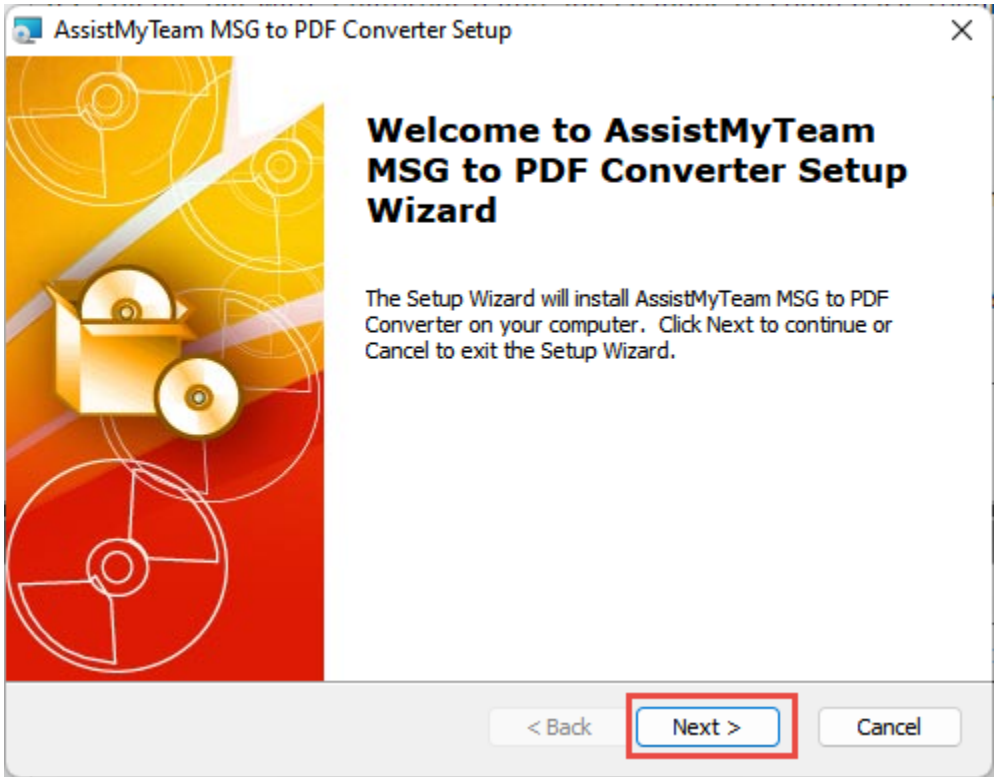 AssistMyTeam MSG to PDF Converter Setup
Welcome to AssistMyTeam
MSG to PDF Converter Setup
Wizard
The Setup Wizard will install AssistMyTeam MSG to PDF
Converter on your computer.  Click Next to continue or
Cancel to exit the Setup Wizard.
< Back
Next >
Cancel